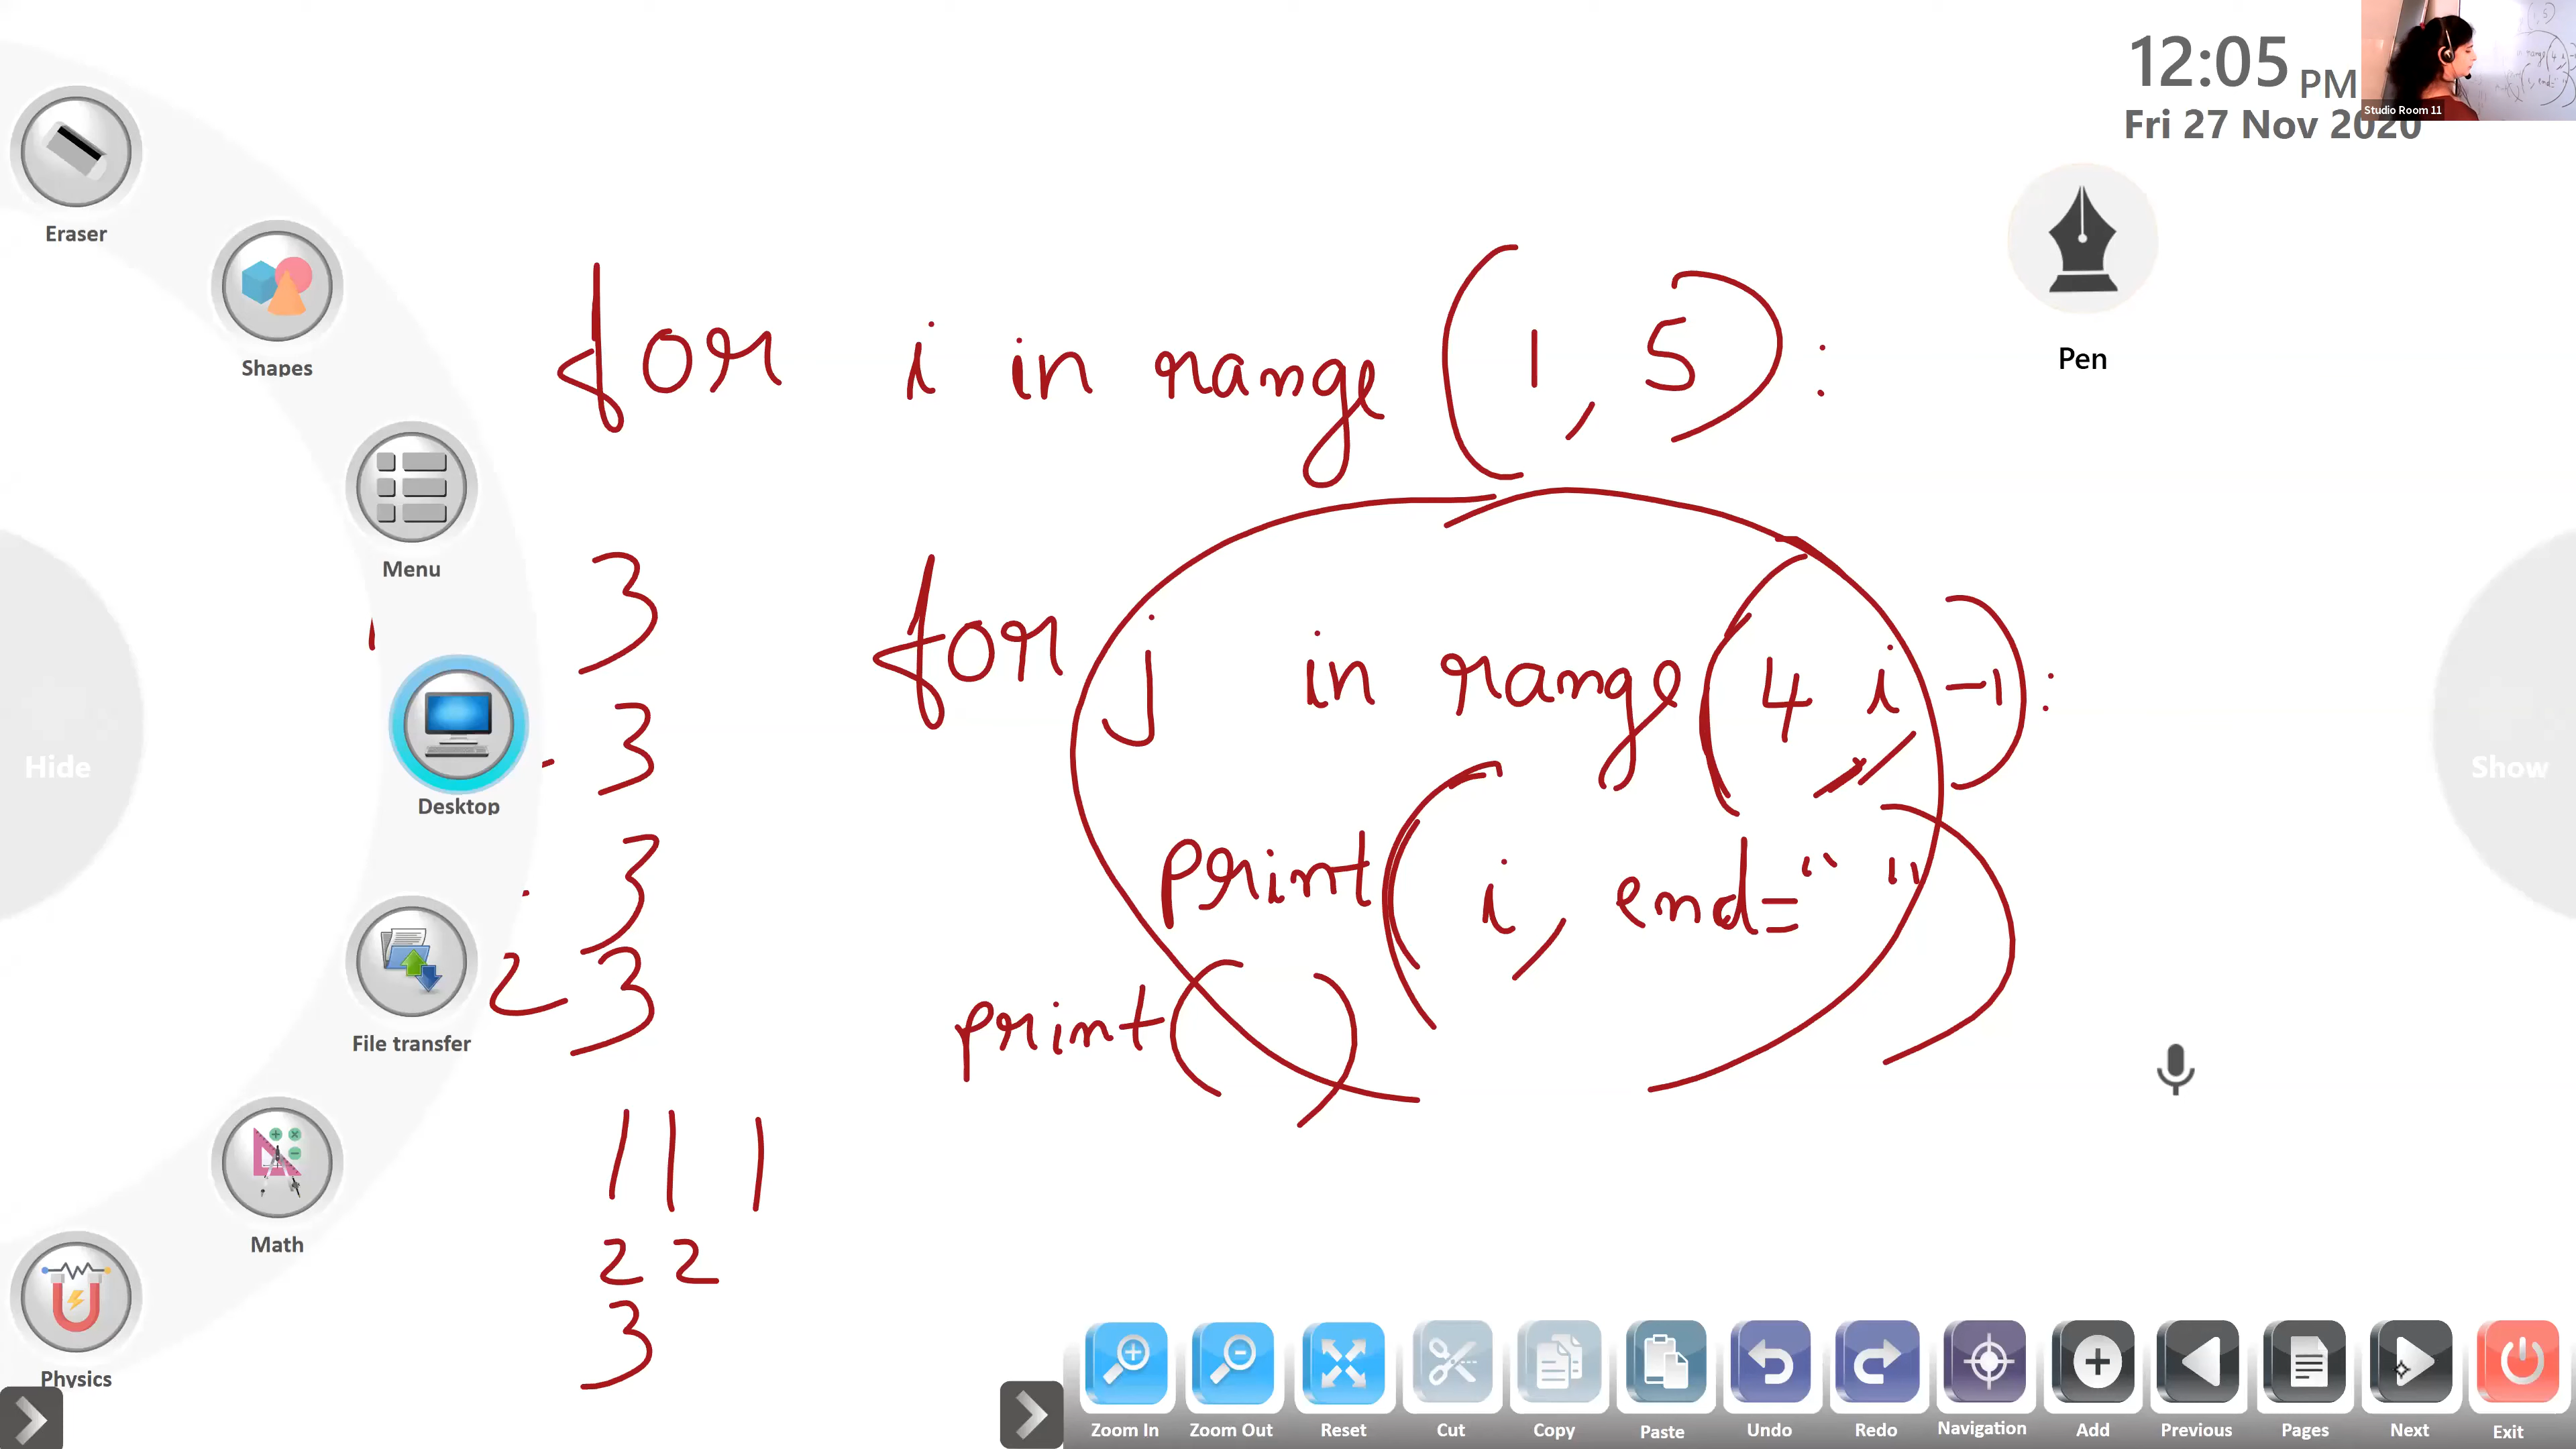 12:05 PM
Studio Room 11
Fri 27 Nov 2020
Eraser
Shapes
Menu
Desktop
File transfer
Math
Physics
Hide
Pen
Show
for i in range (1, 5):
for j in range (4 i -1):
print (i, end=" ")
print ( )
3
- 3
3
2 3
1 1 1
2 2
3
Zoom In
Zoom Out
Reset
Cut
Copy
Paste
Undo
Redo
Navigation
Add
Previous
Pages
Next
Exit